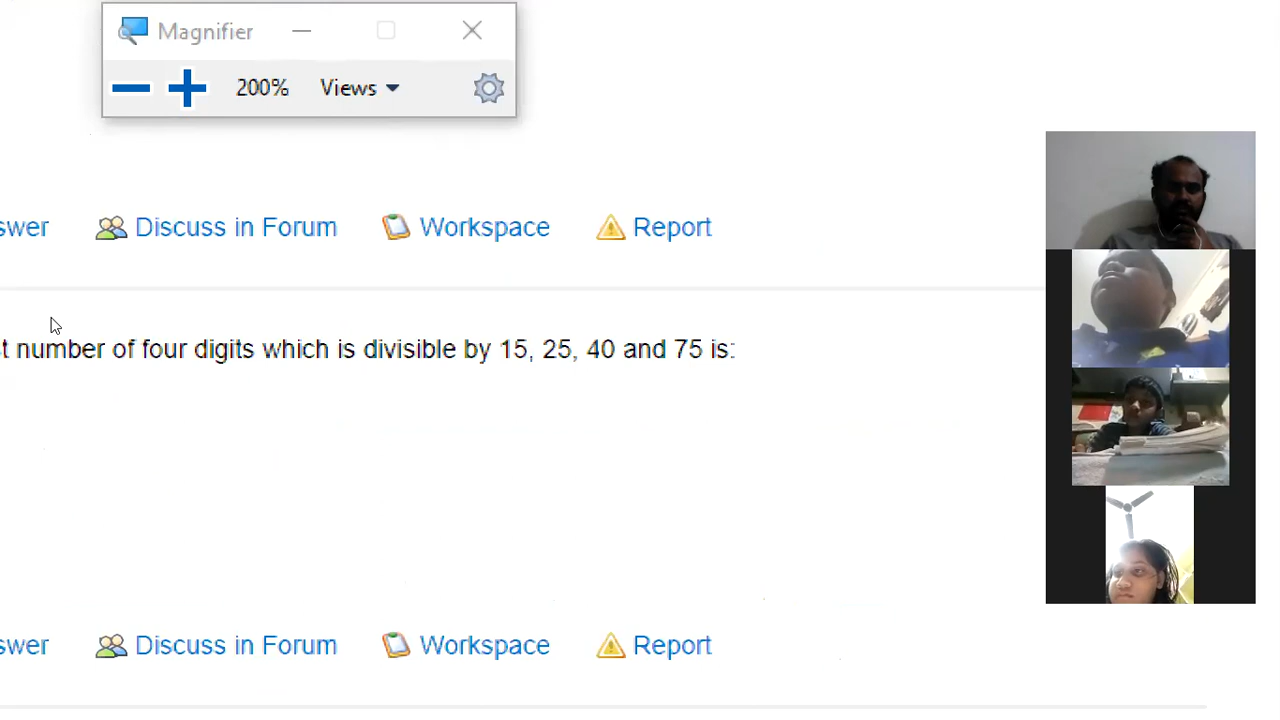 Magnifier
200% Views
swer Discuss in Forum Workspace Report
t number of four digits which is divisible by 15, 25, 40 and 75 is:
swer Discuss in Forum Workspace Report